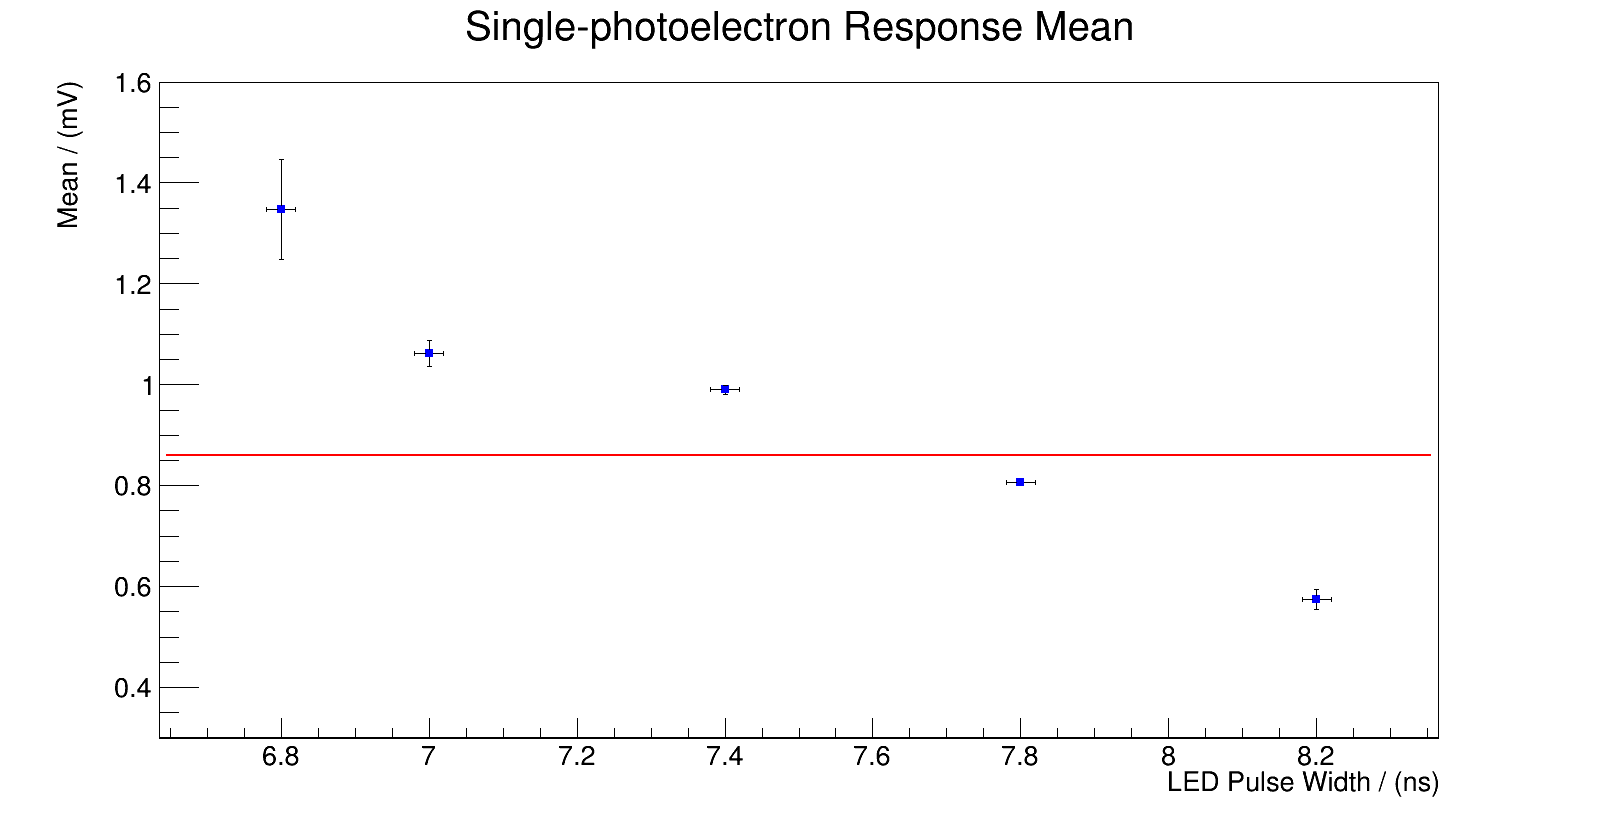 Single-photoelectron Response Mean
Mean / (mV)
1.6
1.4
1.2
1
0.8
0.6
0.4
6.8 7 7.2 7.4 7.6 7.8 8 8.2
LED Pulse Width / (ns)